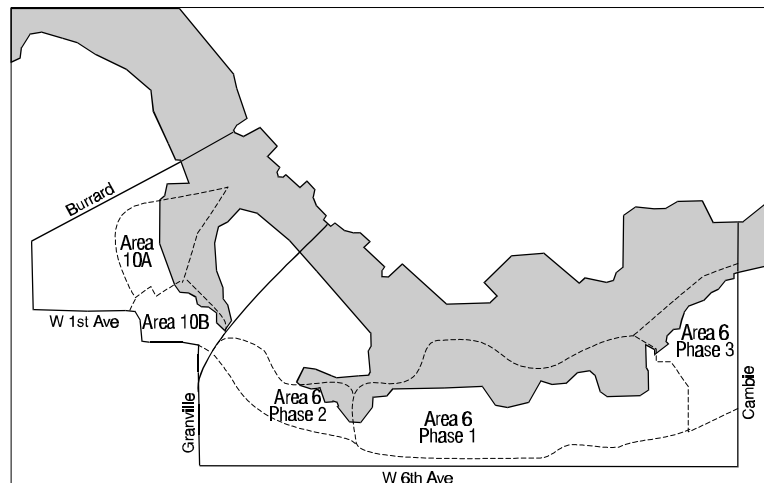 Burrard
Area
10A
W 1st Ave
Area 10B
Area 6
Phase 3
Area 6
Phase 2
Area 6
Phase 1
Granville
Cambie
W 6th Ave